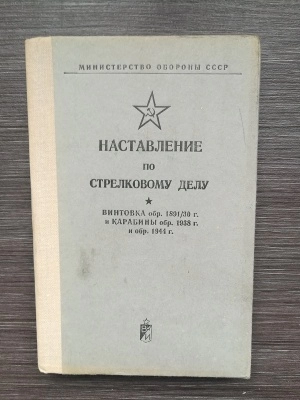 МИНИСТЕРСТВО ОБОРОНЫ СССР
НАСТАВЛЕНИЕ
ПО
СТРЕЛКОВОМУ ДЕЛУ
ВИНТОВКА обр. 1891/30 г.
и КАРАБИНЫ обр. 1938 г.
и обр. 1944 г.